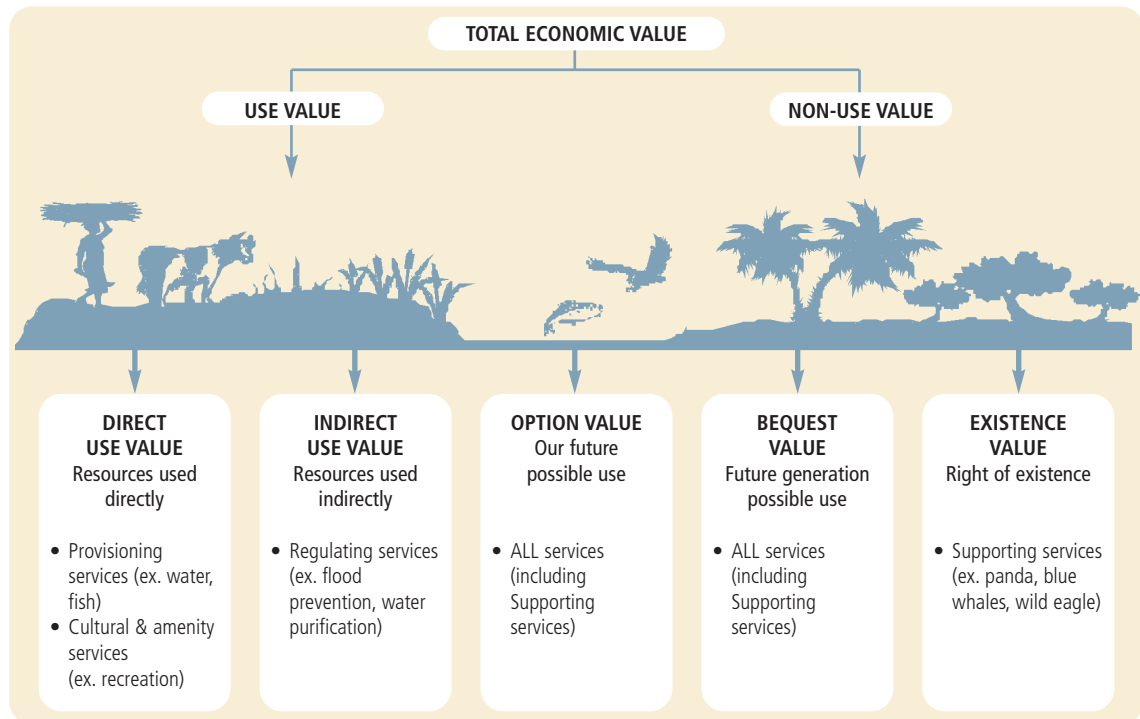 TOTAL ECONOMIC VALUE
USE VALUE
NON-USE VALUE
DIRECT
USE VALUE
Resources used
directly
• Provisioning
services (ex. water,
fish)
• Cultural & amenity
services
(ex. recreation)
INDIRECT
USE VALUE
Resources used
indirectly
• Regulating services
(ex. flood
prevention, water
purification)
OPTION VALUE
Our future
possible use
• ALL services
(including
Supporting
services)
BEQUEST
VALUE
Future generation
possible use
• ALL services
(including
Supporting
services)
EXISTENCE
VALUE
Right of existence
• Supporting services
(ex. panda, blue
whales, wild eagle)